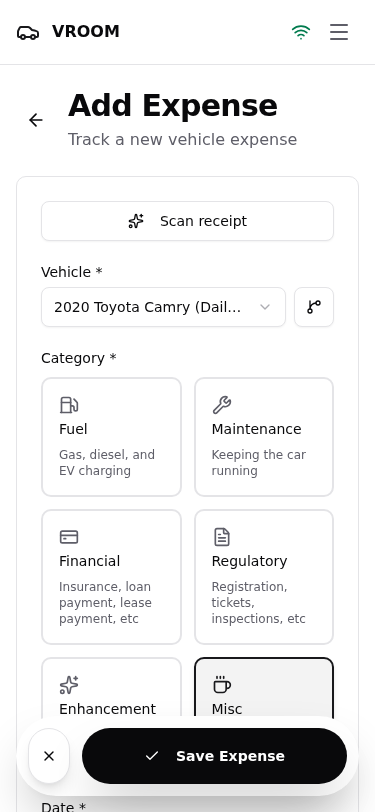 VROOM
Add Expense
Track a new vehicle expense
Scan receipt
Vehicle *
2020 Toyota Camry (Dail...
Category *
Fuel
Gas, diesel, and
EV charging
Maintenance
Keeping the car
running
Financial
Insurance, loan
payment, lease
payment, etc
Regulatory
Registration,
tickets,
inspections, etc
Enhancement
Misc
Save Expense
Date *